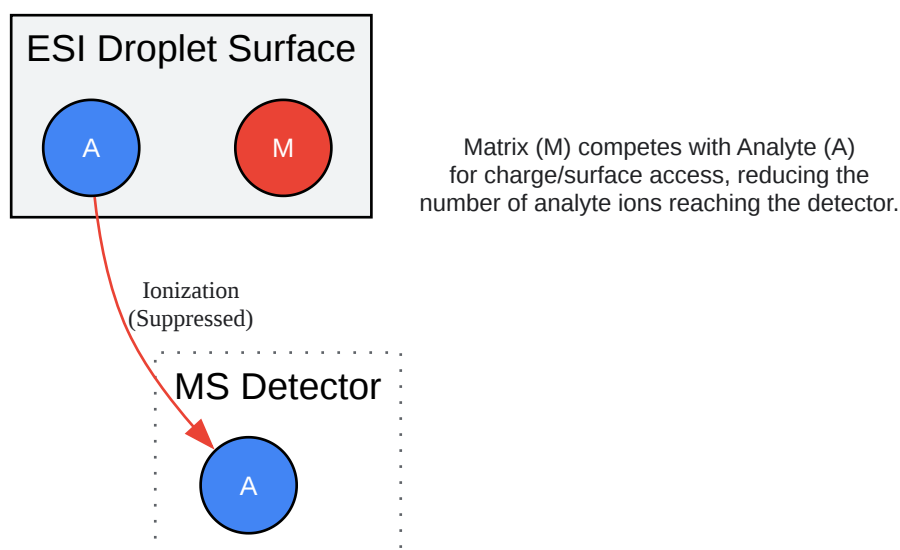 ESI Droplet Surface
A
M
Matrix (M) competes with Analyte (A)
for charge/surface access, reducing the
number of analyte ions reaching the detector.
Ionization
(Suppressed)
MS Detector
A